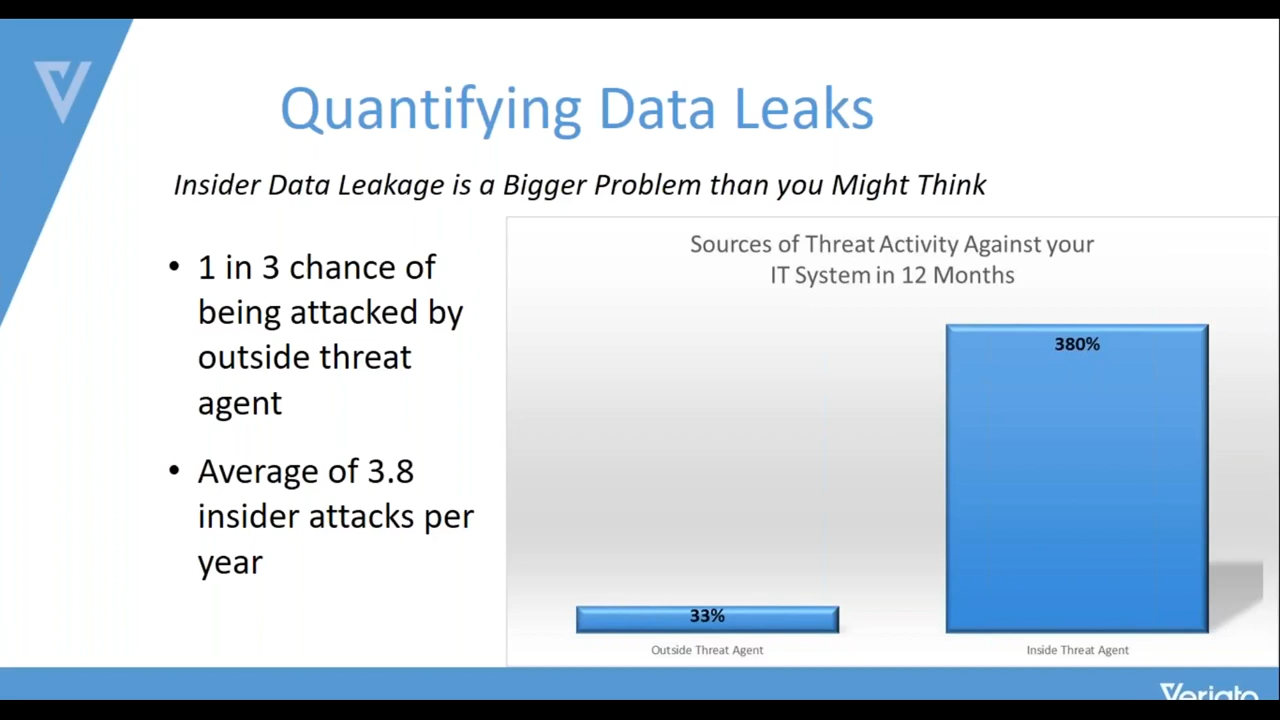 Quantifying Data Leaks
Insider Data Leakage is a Bigger Problem than you Might Think
• 1 in 3 chance of
being attacked by
outside threat
agent
• Average of 3.8
insider attacks per
year
Sources of Threat Activity Against your
IT System in 12 Months
380%
33%
Outside Threat Agent
Inside Threat Agent
Veriato